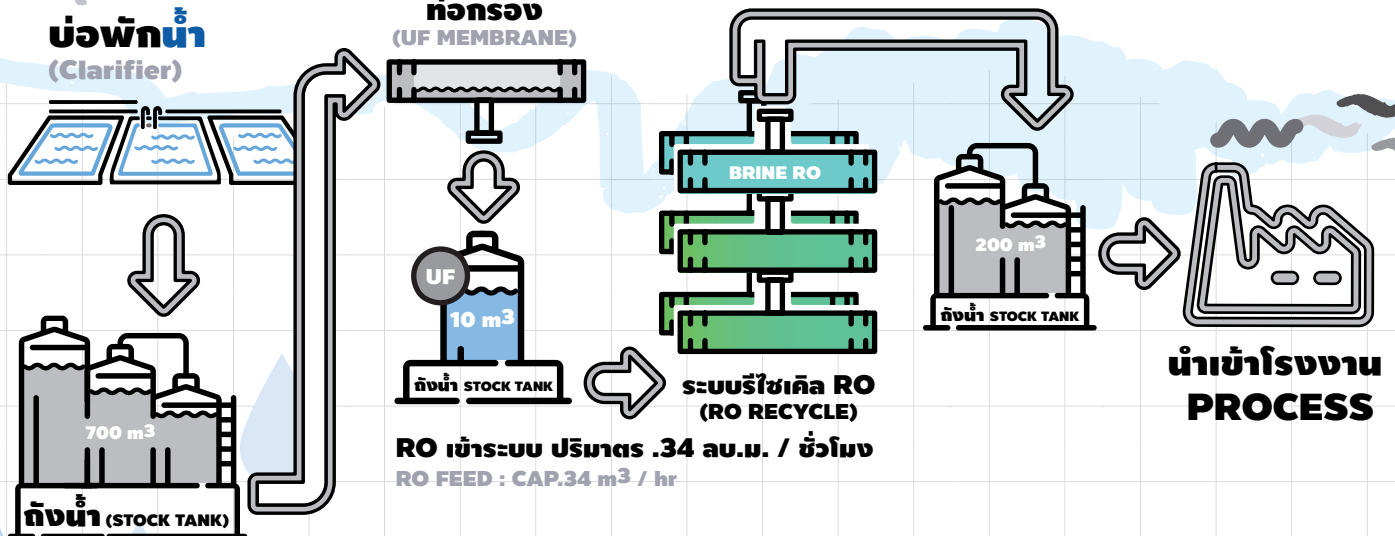 บ่อพักน้ำ
(Clarifier)
700 m3
ถังน้ำ (STOCK TANK)
ท่อกรอง
(UF MEMBRANE)
UF
10 m3
ถังน้ำ STOCK TANK
BRINE RO
ระบบรีไซเคิล RO
(RO RECYCLE)
RO เข้าระบบ ปริมาตร .34 ลบ.ม. / ชั่วโมง
RO FEED : CAP.34 m3 / hr
200 m3
ถังน้ำ STOCK TANK
นำเข้าโรงงาน
PROCESS